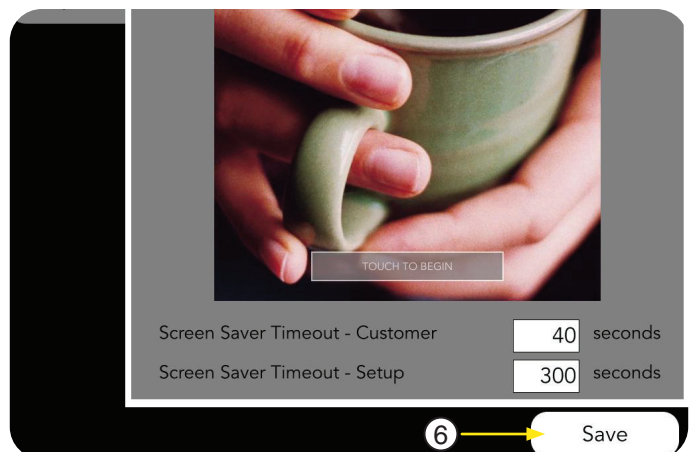 TOUCH TO BEGIN
Screen Saver Timeout - Customer 40 seconds
Screen Saver Timeout - Setup 300 seconds
6 Save